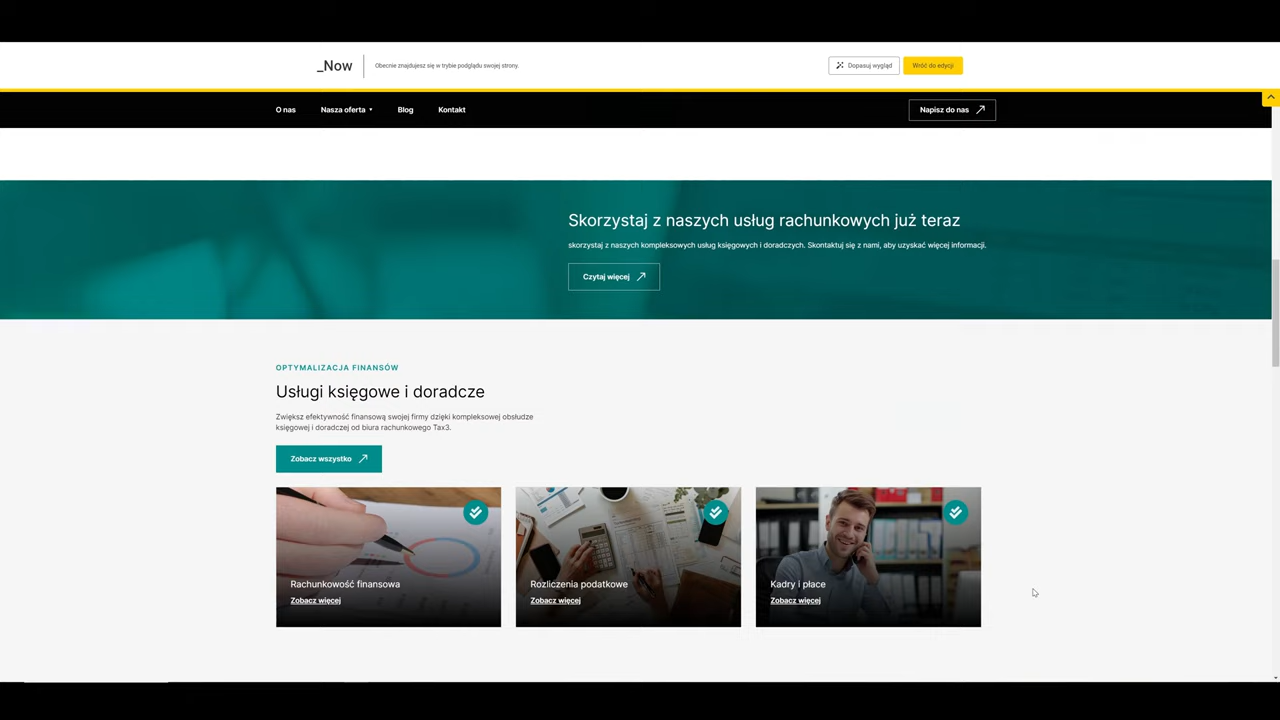 _Now
Obecnie znajdujesz się w trybie podglądu swojej strony.
Dopasuj wygląd
Wróć do edycji
O nas
Nasza oferta
Blog
Kontakt
Napisz do nas
Skorzystaj z naszych usług rachunkowych już teraz
skorzystaj z naszych kompleksowych usług księgowych i doradczych. Skontaktuj się z nami, aby uzyskać więcej informacji.
Czytaj więcej
OPTYMALIZACJA FINANSÓW
Usługi księgowe i doradcze
Zwiększ efektywność finansową swojej firmy dzięki kompleksowej obsłudze
księgowej i doradczej od biura rachunkowego Tax3.
Zobacz wszystko
Rachunkowość finansowa
Zobacz więcej
Rozliczenia podatkowe
Zobacz więcej
Kadry i płace
Zobacz więcej